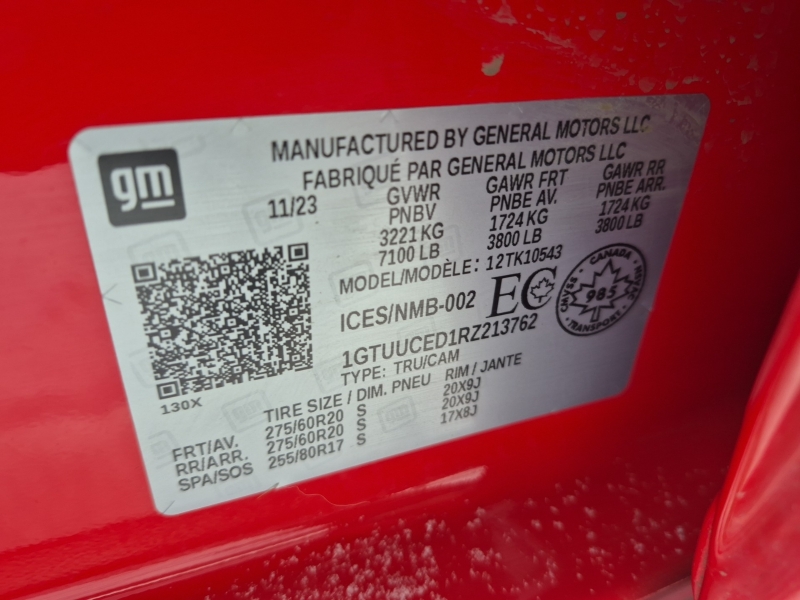 gm
MANUFACTURED BY GENERAL MOTORS LLC
FABRIQUÉ PAR GENERAL MOTORS LLC
11/23 GVWR GAWR FRT GAWR RR
PNBV PNBE AV. PNBE ARR.
3221 KG 1724 KG 1724 KG
7100 LB 3800 LB 3800 LB
MODEL/MODÈLE: 12TK10543
ICES/NMB-002 EC
CANADA
CMVSS 985 NSVAC
TRANSPORT
1GTUUCED1RZ213762
TYPE: TRU/CAM
130X
TIRE SIZE / DIM. PNEU RIM / JANTE
FRT/AV. 275/60R20 S 20X9J
RR/ARR. 275/60R20 S 20X9J
SPA/SOS 255/80R17 S 17X8J